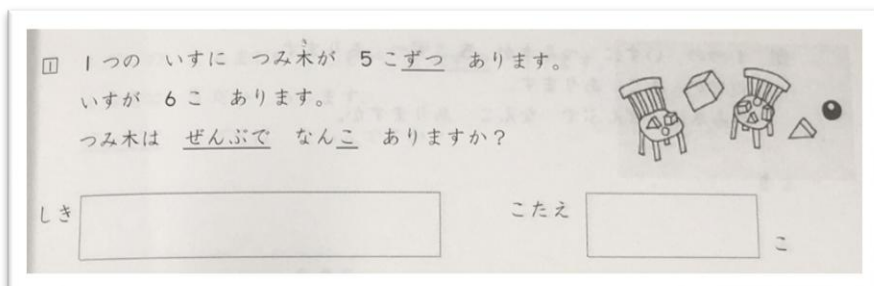 1 1つの いすに つみ木が 5こずつ あります。
き
いすが 6こ あります。
つみ木は ぜんぶで なんこ ありますか？
しき
こたえ
こ